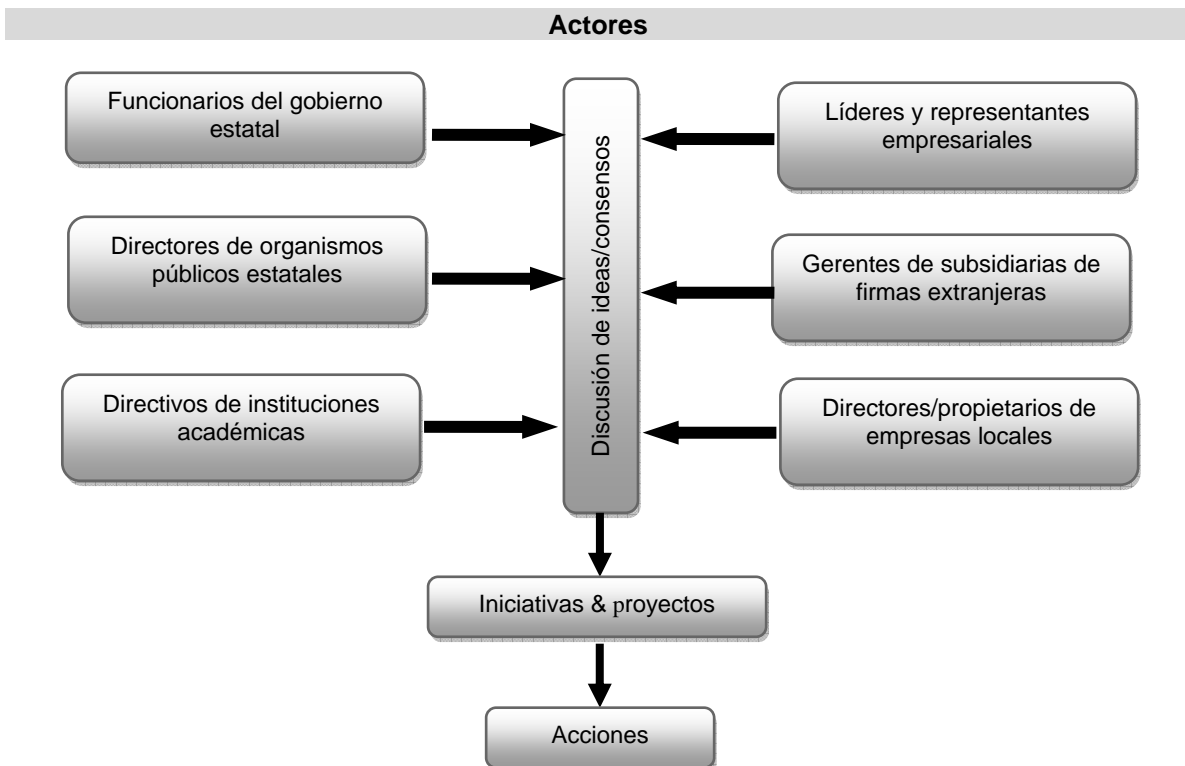 Actores
Funcionarios del gobierno
estatal
Directores de organismos
públicos estatales
Directivos de instituciones
académicas
Discusión de ideas/consensos
Líderes y representantes
empresariales
Gerentes de subsidiarias de
firmas extranjeras
Directores/propietarios de
empresas locales
Iniciativas & proyectos
Acciones